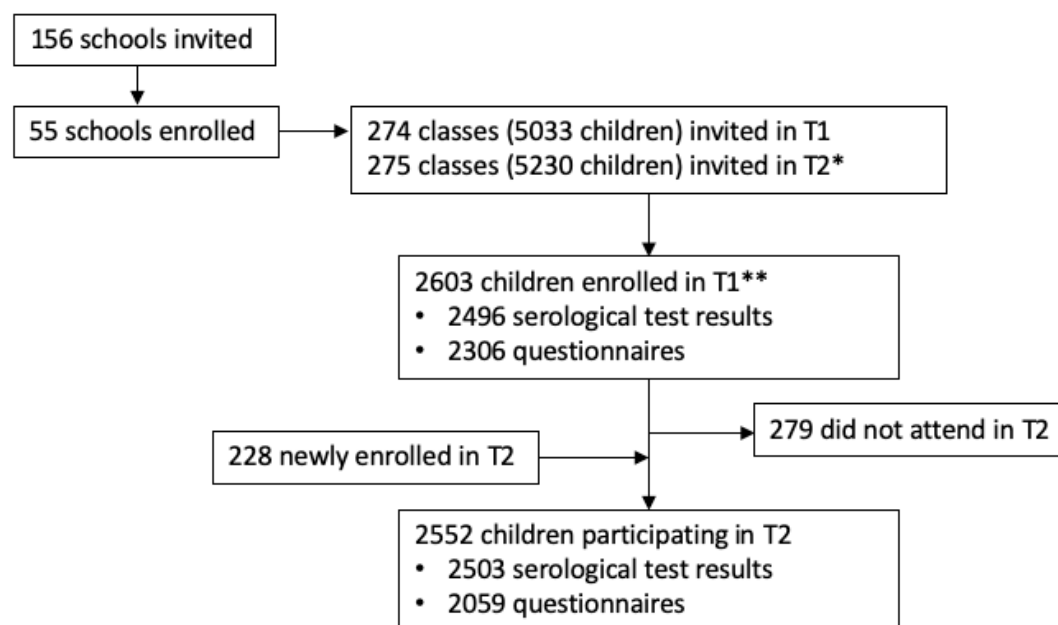 156 schools invited
55 schools enrolled
274 classes (5033 children) invited in T1
275 classes (5230 children) invited in T2*
2603 children enrolled in T1**
• 2496 serological test results
• 2306 questionnaires
279 did not attend in T2
228 newly enrolled in T2
2552 children participating in T2
• 2503 serological test results
• 2059 questionnaires